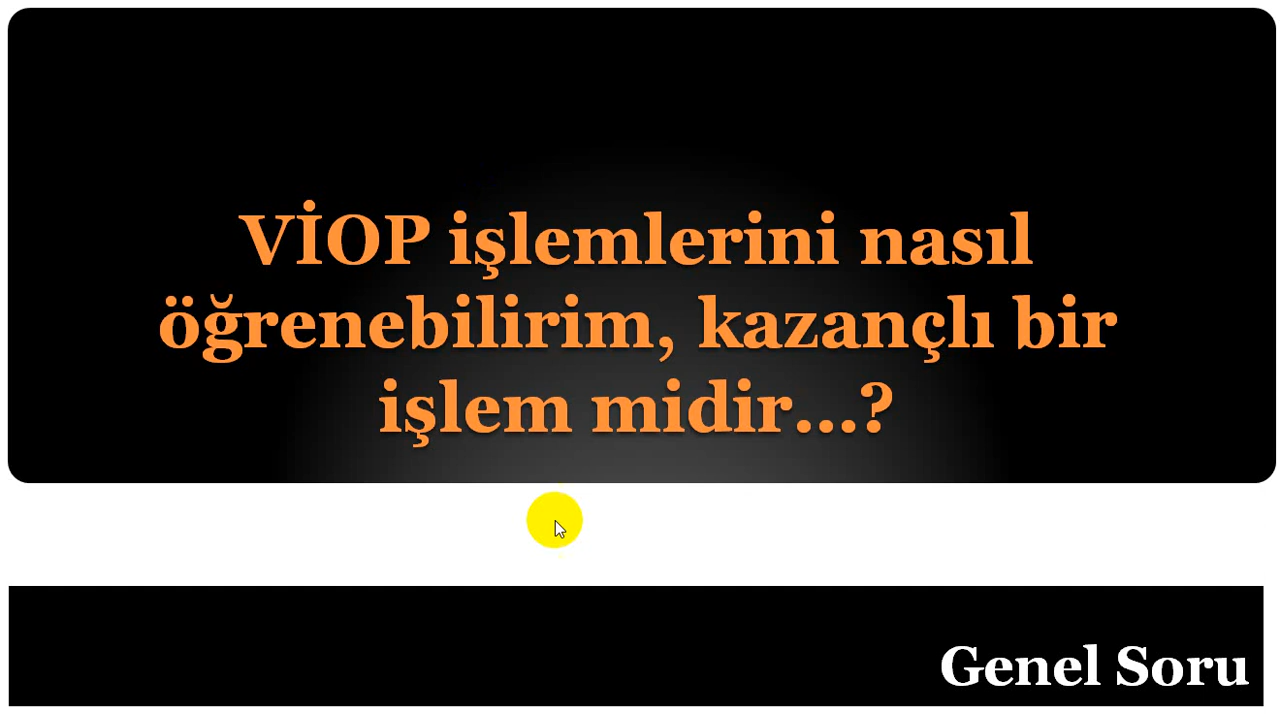 VİOP işlemlerini nasıl
öğrenebilirim, kazançlı bir
işlem midir...?
Genel Soru